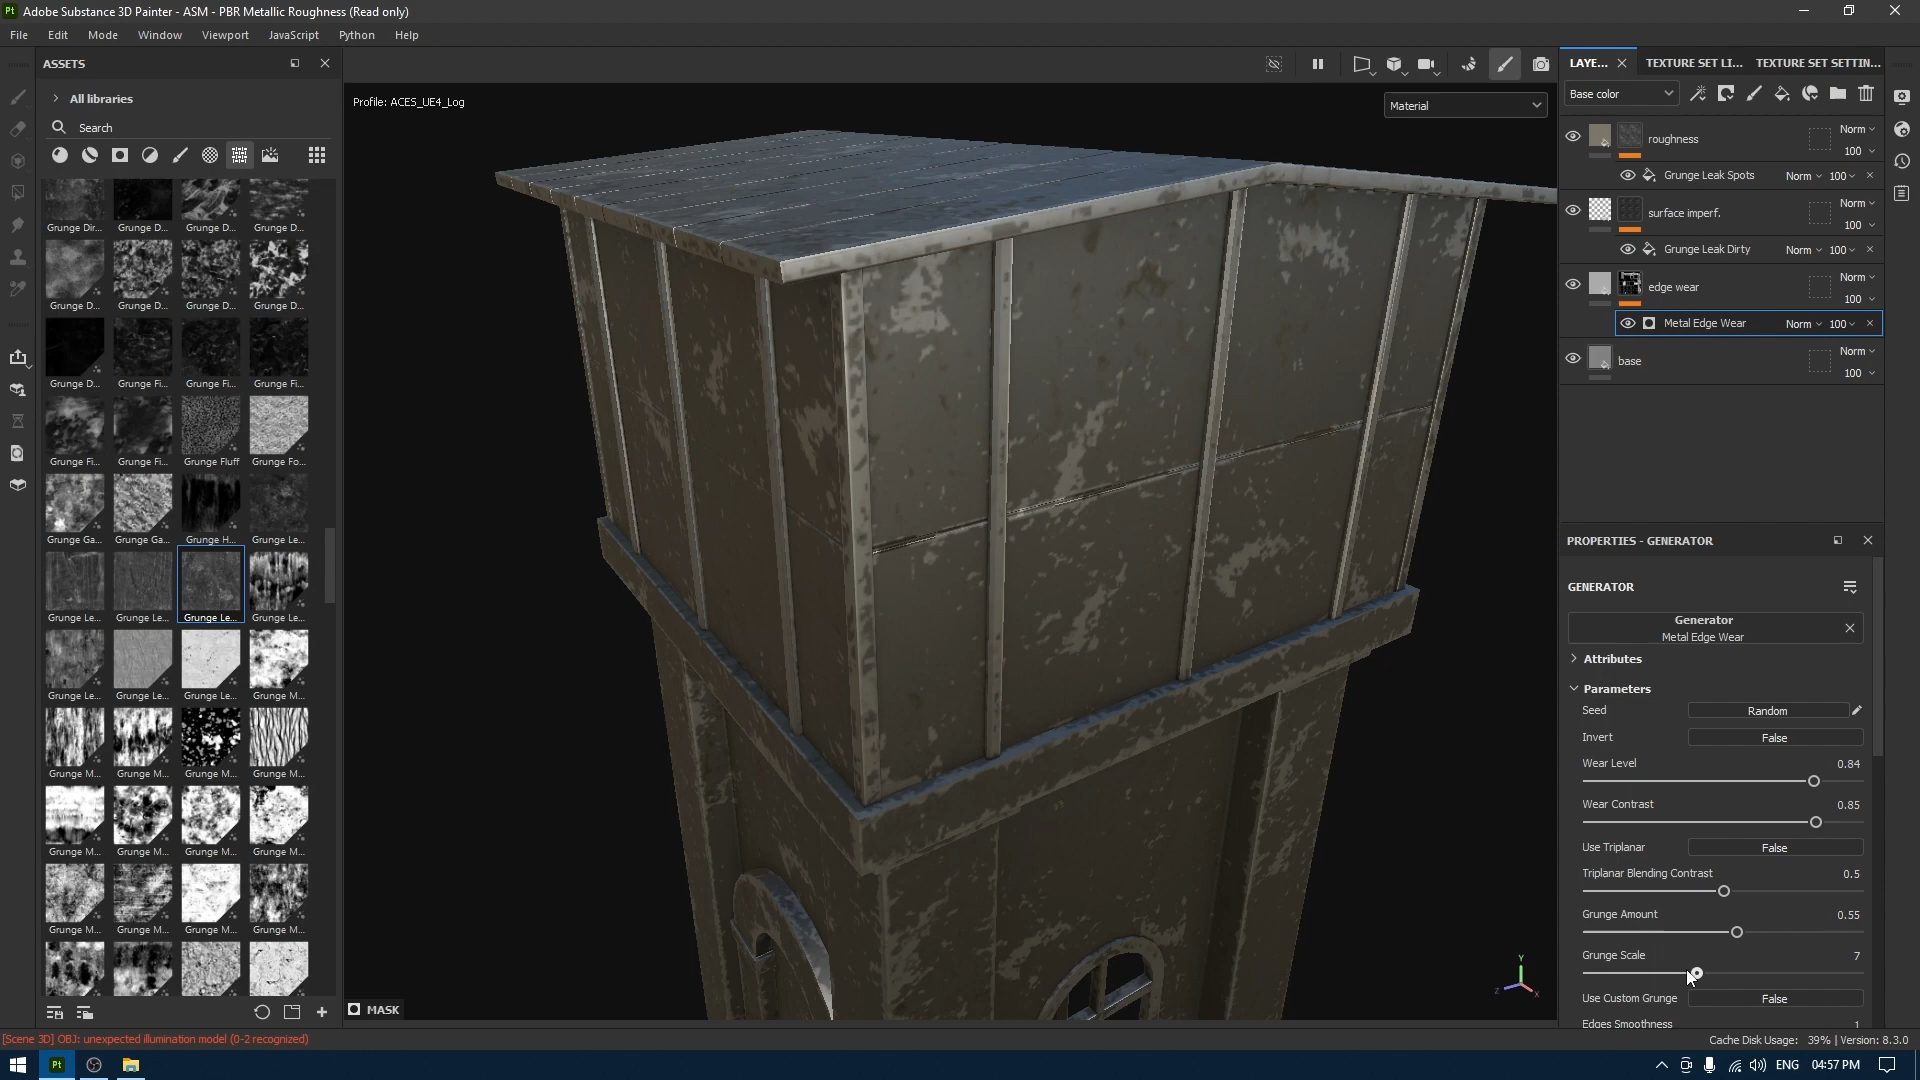 Pt Adobe Substance 3D Painter - ASM - PBR Metallic Roughness (Read only)
File Edit Mode Window Viewport JavaScript Python Help
ASSETS
All libraries
Search
Grunge Dir... Grunge D... Grunge D... Grunge D...
Grunge D... Grunge D... Grunge D... Grunge D...
Grunge D... Grunge Fi... Grunge Fi... Grunge Fi...
Grunge Fi... Grunge Fi... Grunge Fluff Grunge Fo...
Grunge Ga... Grunge Ga... Grunge H... Grunge Le...
Grunge Le... Grunge Le... Grunge Le... Grunge Le...
Grunge Le... Grunge Le... Grunge Le... Grunge M...
Grunge M... Grunge M... Grunge M... Grunge M...
Grunge M... Grunge M... Grunge M... Grunge M...
Grunge M... Grunge M... Grunge M... Grunge M...
Profile: ACES_UE4_Log
Material
Y
Z
X
MASK
LAYE... TEXTURE SET LI... TEXTURE SET SETTIN...
Base color
roughness Norm
100
Grunge Leak Spots Norm 100
surface imperf. Norm
100
Grunge Leak Dirty Norm 100
edge wear Norm
100
Metal Edge Wear Norm 100
base Norm
100
PROPERTIES - GENERATOR
GENERATOR
Generator
Metal Edge Wear
Attributes
Parameters
Seed Random
Invert False
Wear Level 0.84
Wear Contrast 0.85
Use Triplanar False
Triplanar Blending Contrast 0.5
Grunge Amount 0.55
Grunge Scale 7
Use Custom Grunge False
Edges Smoothness 1
[Scene 3D] OBJ: unexpected illumination model (0-2 recognized)
Cache Disk Usage: 39% | Version: 8.3.0
Pt
ENG 04:57 PM